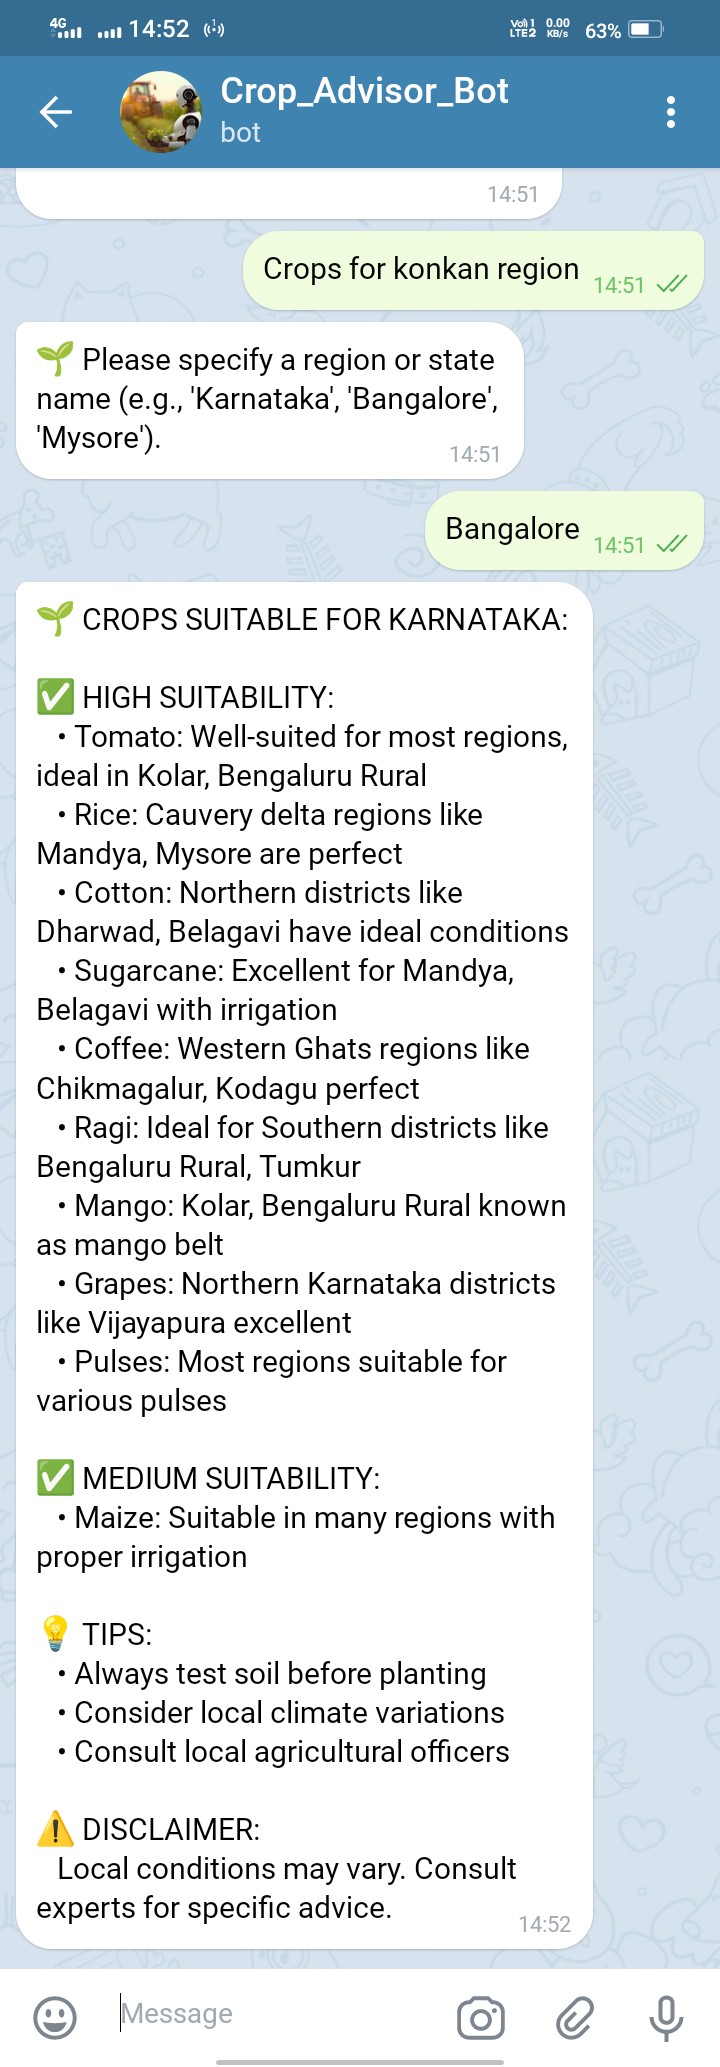 4G 14:52 Vo)) 1 LTE2 0.00 KB/s 63%
Crop_Advisor_Bot
bot
14:51
Crops for konkan region 14:51
🌱 Please specify a region or state
name (e.g., 'Karnataka', 'Bangalore',
'Mysore').
14:51
Bangalore 14:51
🌱 CROPS SUITABLE FOR KARNATAKA:
✅ HIGH SUITABILITY:
• Tomato: Well-suited for most regions,
ideal in Kolar, Bengaluru Rural
• Rice: Cauvery delta regions like
Mandya, Mysore are perfect
• Cotton: Northern districts like
Dharwad, Belagavi have ideal conditions
• Sugarcane: Excellent for Mandya,
Belagavi with irrigation
• Coffee: Western Ghats regions like
Chikmagalur, Kodagu perfect
• Ragi: Ideal for Southern districts like
Bengaluru Rural, Tumkur
• Mango: Kolar, Bengaluru Rural known
as mango belt
• Grapes: Northern Karnataka districts
like Vijayapura excellent
• Pulses: Most regions suitable for
various pulses
✅ MEDIUM SUITABILITY:
• Maize: Suitable in many regions with
proper irrigation
💡 TIPS:
• Always test soil before planting
• Consider local climate variations
• Consult local agricultural officers
⚠️ DISCLAIMER:
Local conditions may vary. Consult
experts for specific advice.
14:52
Message